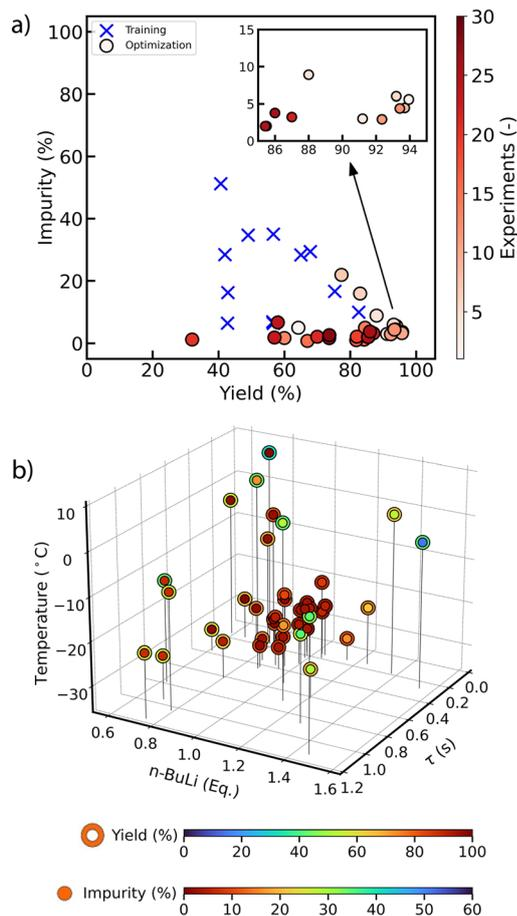 a)
Training
Optimization
15
10
5
0
86 88 90 92 94
100
80
60
40
20
0
Impurity (%)
0 20 40 60 80 100
Yield (%)
30
25
20
15
10
5
Experiments (-)
b)
10
0
−10
−20
−30
Temperature (°C)
0.6 0.8 1.0 1.2 1.4 1.6
n-BuLi (Eq.)
1.2 1.0 0.8 0.6 0.4 0.2 0.0
τ (s)
Yield (%)
0 20 40 60 80 100
Impurity (%)
0 10 20 30 40 50 60